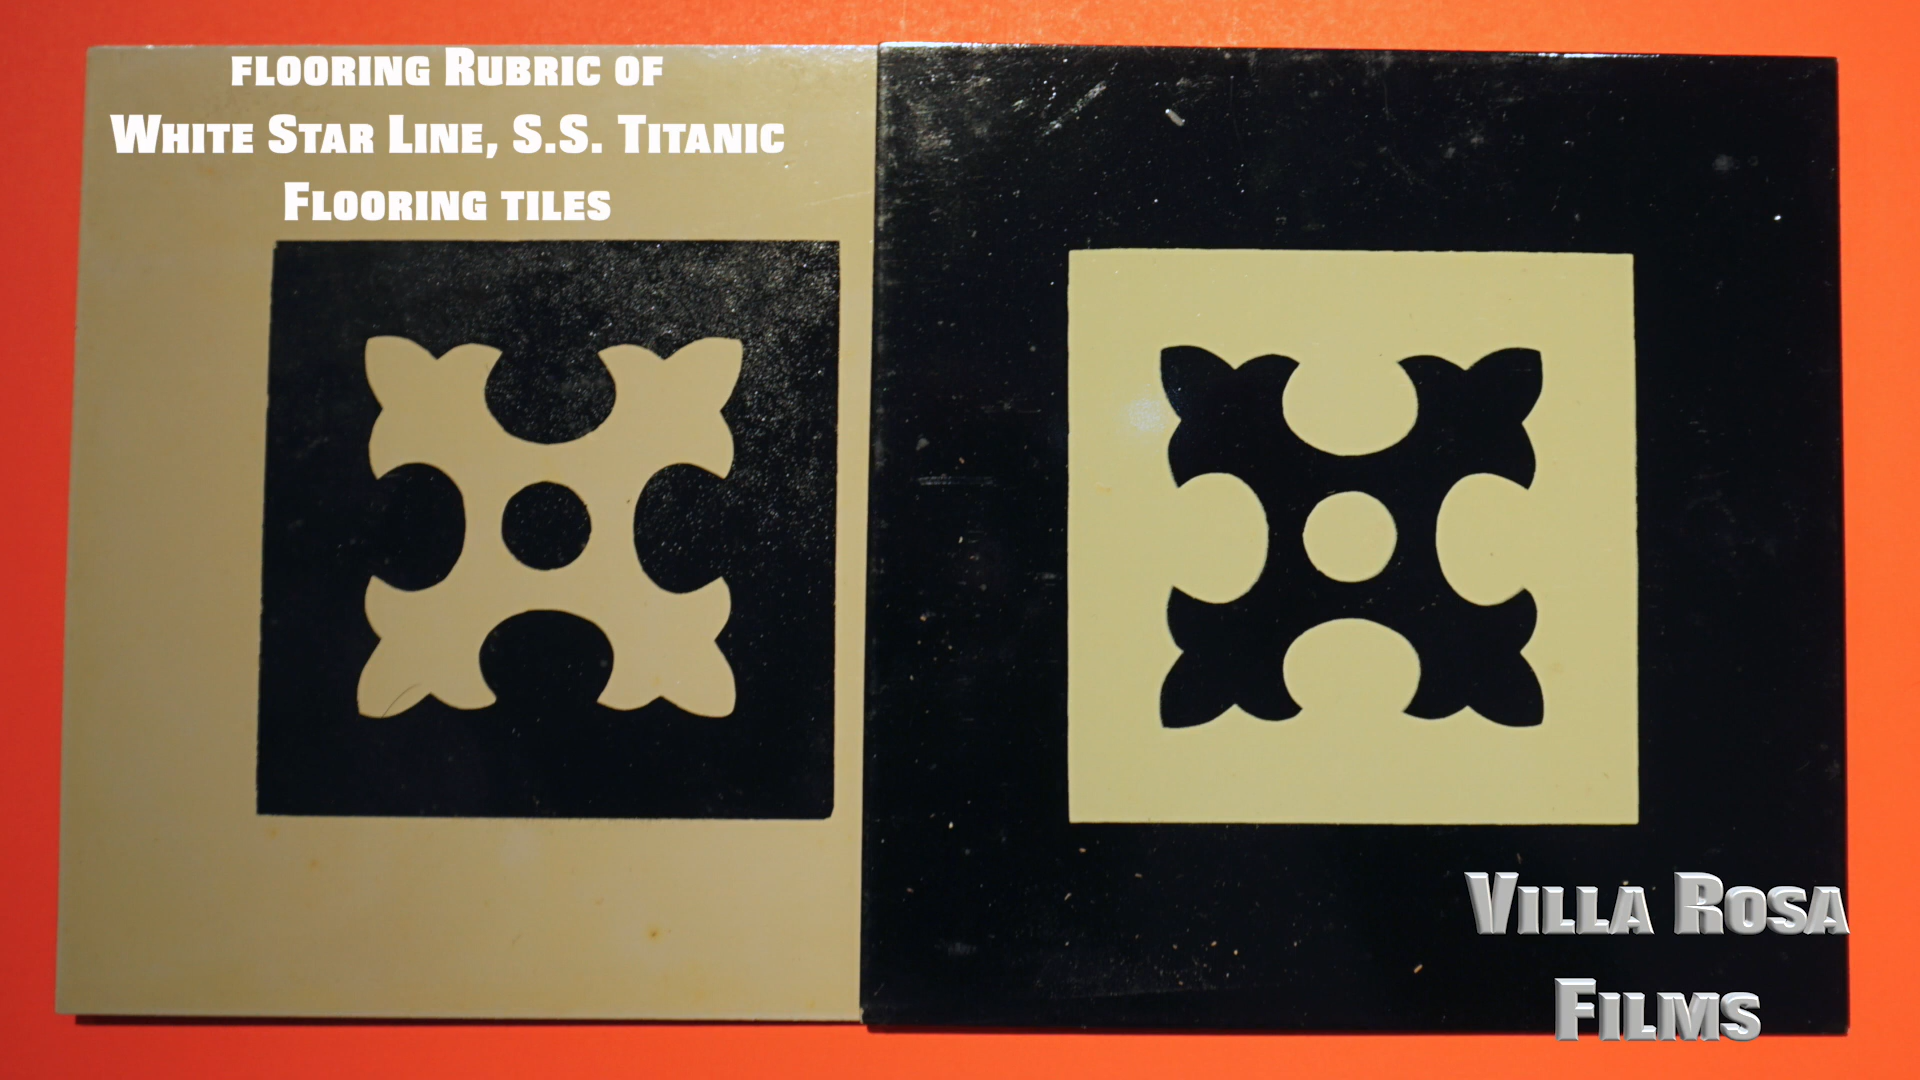 flooring Rubric of
White Star Line, S.S. Titanic
Flooring tiles
Villa Rosa
Films